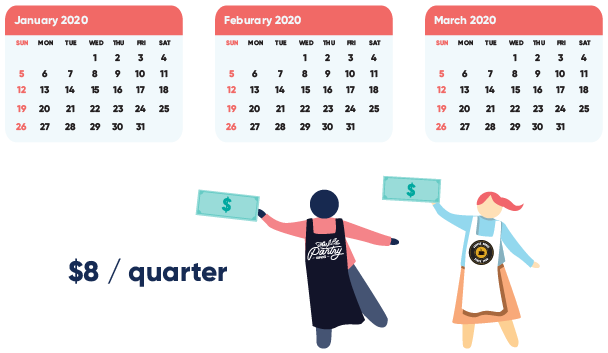 January 2020
SUN MON TUE WED THU FRI SAT
1 2 3 4
5 6 7 8 9 10 11
12 13 14 15 16 17 18
19 20 21 22 23 24 25
26 27 28 29 30 31
Feburary 2020
SUN MON TUE WED THU FRI SAT
1 2 3 4
5 6 7 8 9 10 11
12 13 14 15 16 17 18
19 20 21 22 23 24 25
26 27 28 29 30 31
March 2020
SUN MON TUE WED THU FRI SAT
1 2 3 4
5 6 7 8 9 10 11
12 13 14 15 16 17 18
19 20 21 22 23 24 25
26 27 28 29 30 31
$
$
Pantry
$8 / quarter